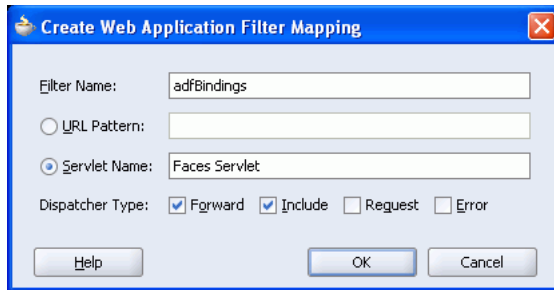 Create Web Application Filter Mapping
Filter Name: adfBindings
URL Pattern:
Servlet Name: Faces Servlet
Dispatcher Type: Forward Include Request Error
Help OK Cancel